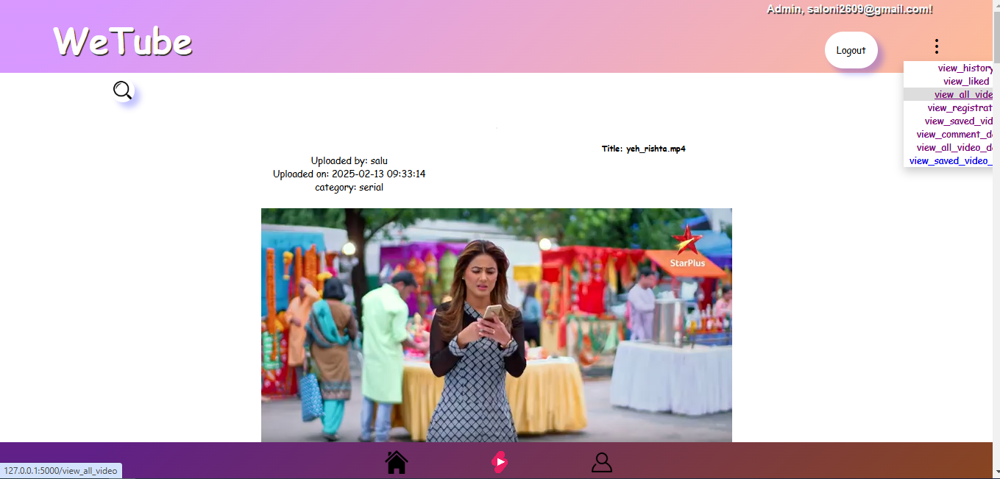 Admin, saloni2609@gmail.com!
WeTube
Logout
view_history
view_liked
view_all_vide
view_registrat
view_saved_vid
view_comment_d
view_all_video_d
view_saved_video_
Title: yeh_rishta.mp4
Uploaded by: salu
Uploaded on: 2025-02-13 09:33:14
category: serial
StarPlus
127.0.0.1:5000/view_all_video